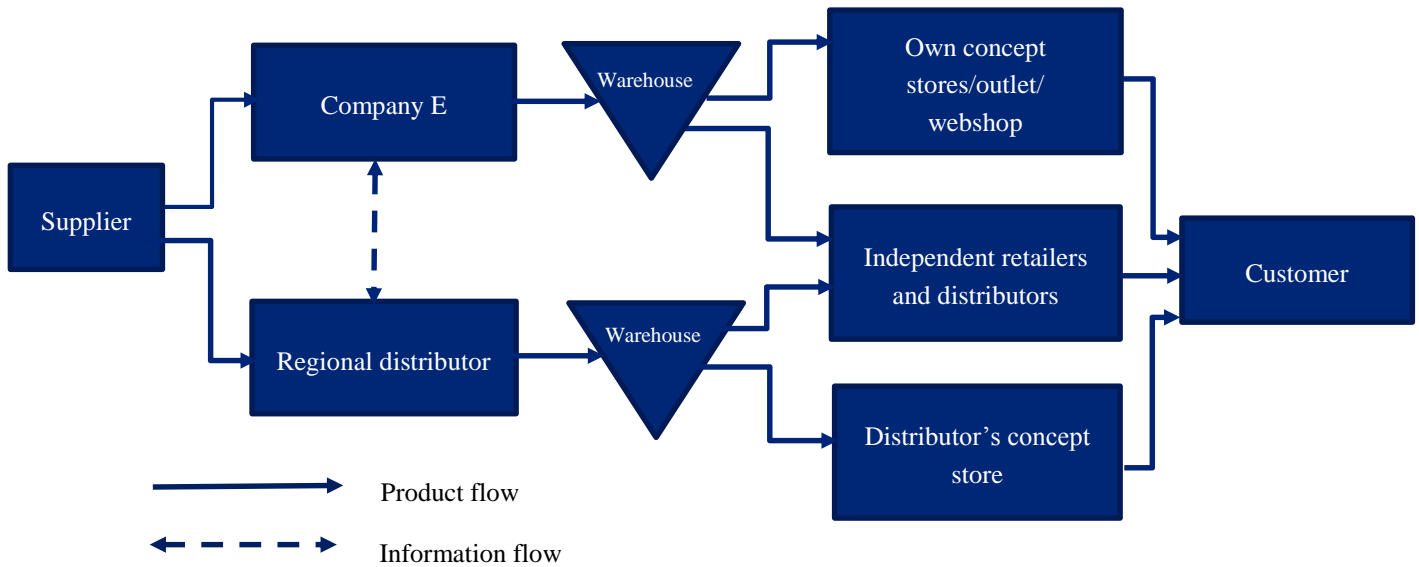 Own concept
stores/outlet/
webshop
Warehouse
Company E
Supplier
Independent retailers
and distributors
Customer
Warehouse
Regional distributor
Distributor’s concept
store
Product flow
Information flow